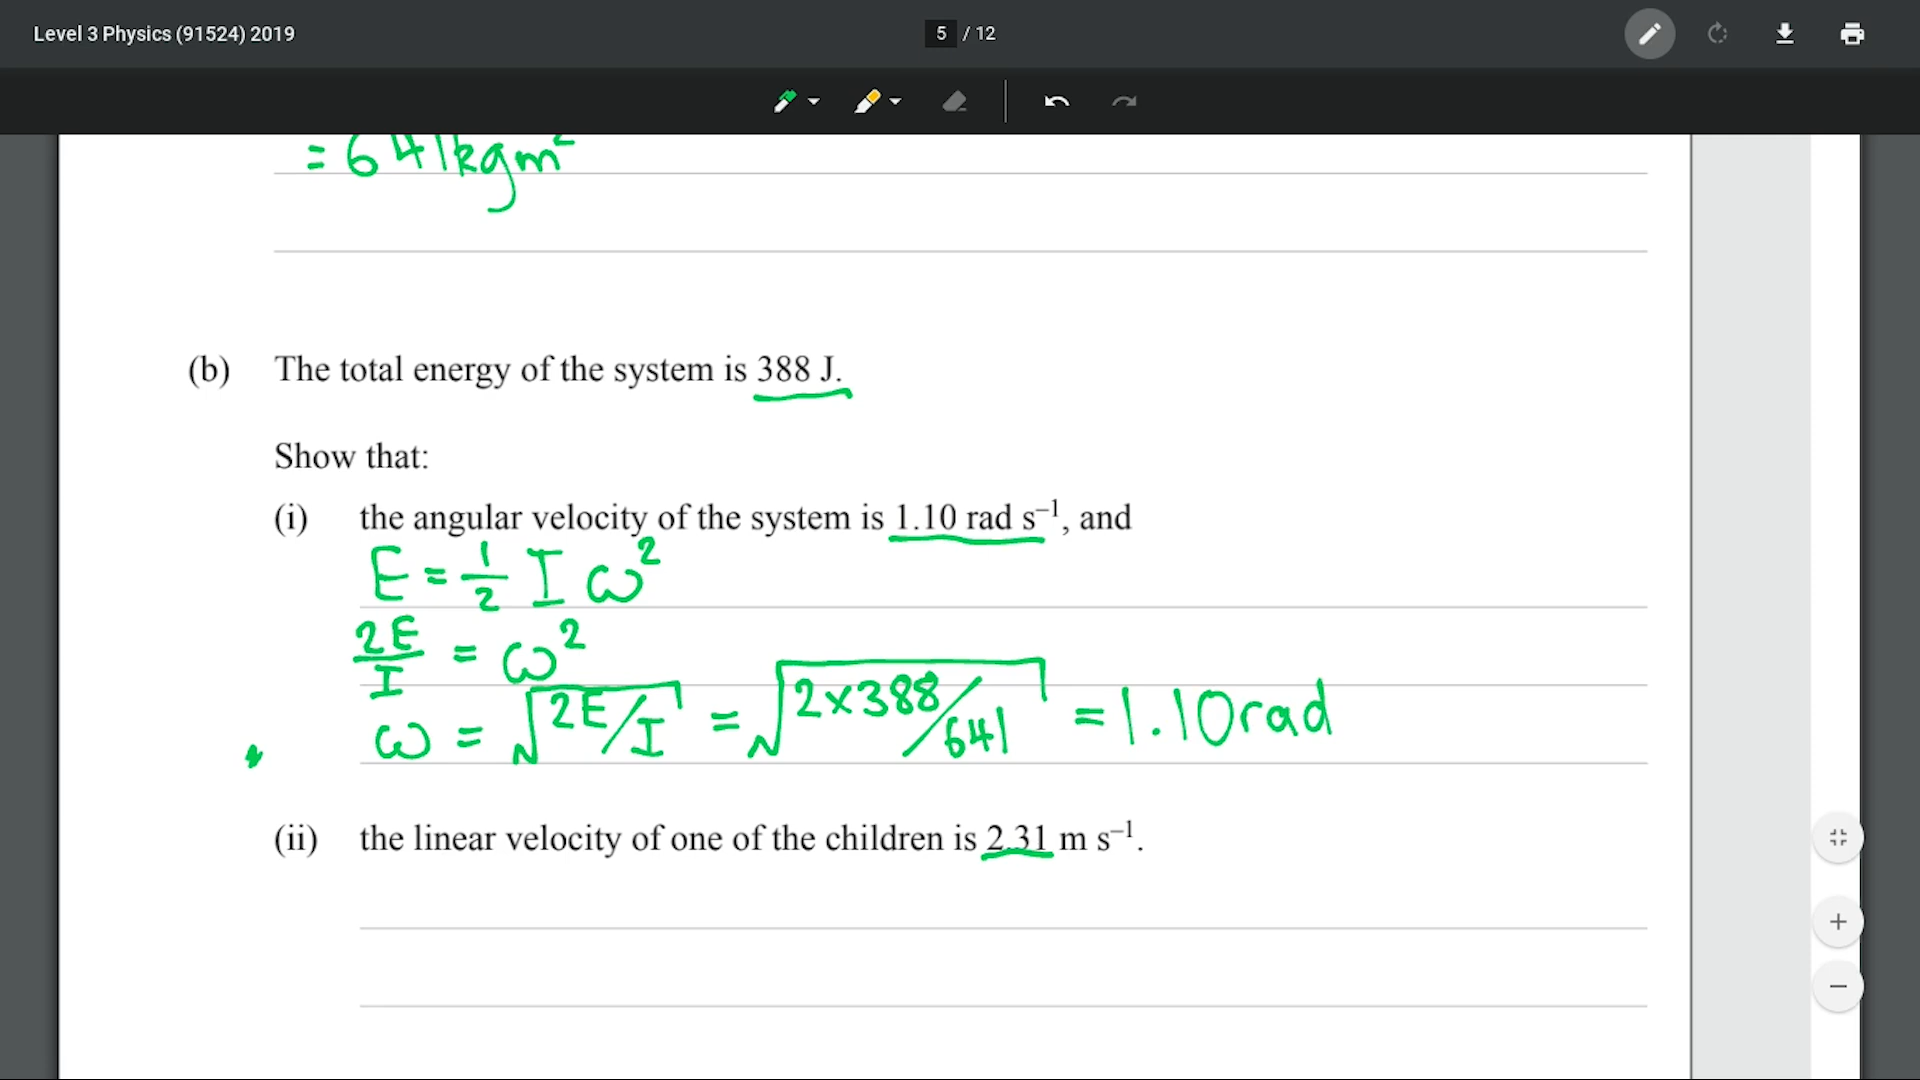 Level 3 Physics (91524) 2019
5 / 12
= 641kgm²
(b) The total energy of the system is 388 J.
Show that:
(i) the angular velocity of the system is 1.10 rad s⁻¹, and
E = 1/2 I ω²
2E/I = ω²
ω = √2E/I = √2x388/641 = 1.10rad
(ii) the linear velocity of one of the children is 2.31 m s⁻¹.